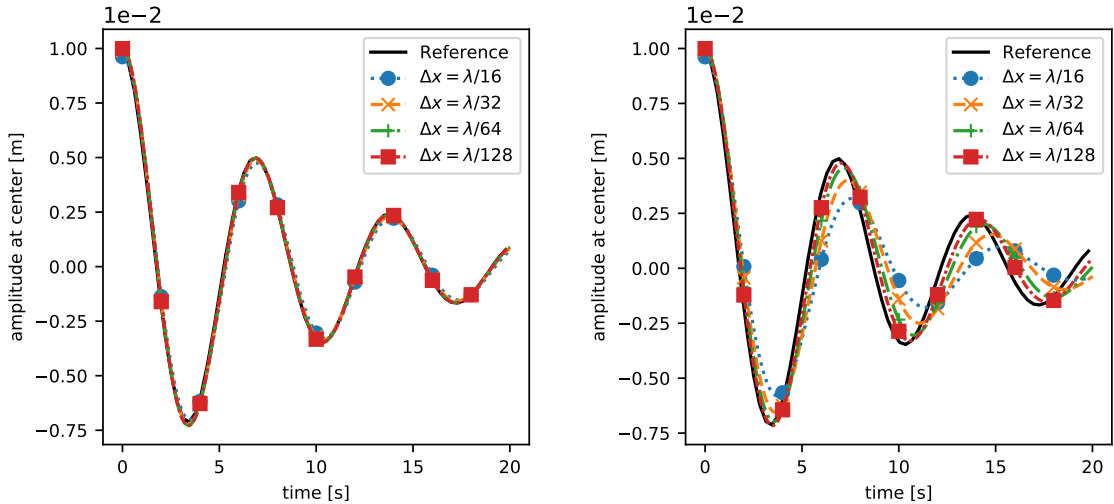 1e−2
amplitude at center [m]
1.00
0.75
0.50
0.25
0.00
−0.25
−0.50
−0.75
0
5
10
15
20
time [s]
Reference
Δx = λ/16
Δx = λ/32
Δx = λ/64
Δx = λ/128
1e−2
amplitude at center [m]
1.00
0.75
0.50
0.25
0.00
−0.25
−0.50
−0.75
0
5
10
15
20
time [s]
Reference
Δx = λ/16
Δx = λ/32
Δx = λ/64
Δx = λ/128